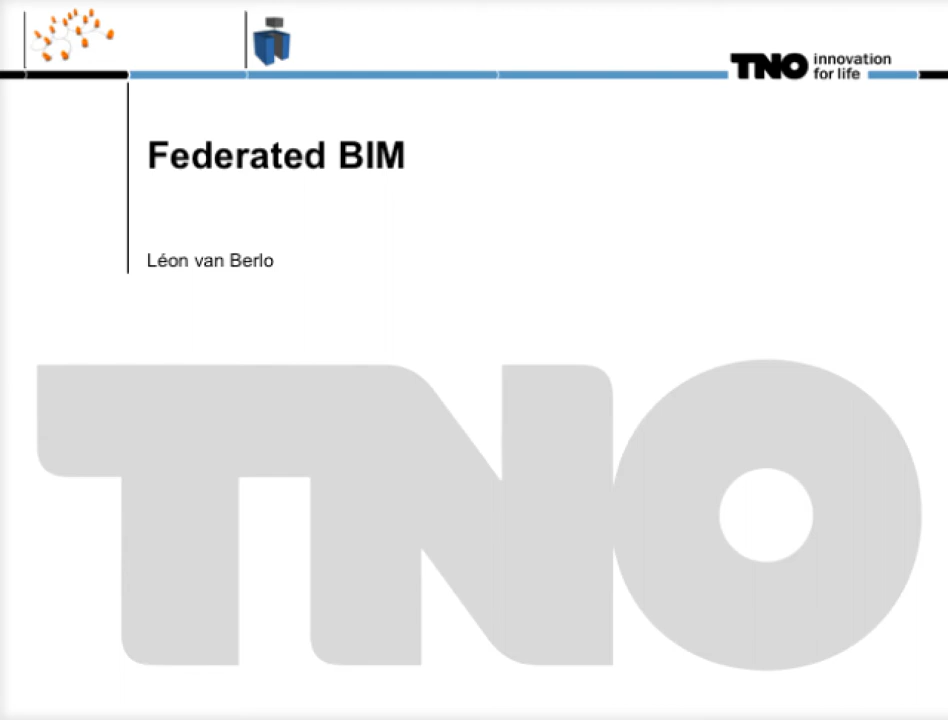 TNO innovation
for life
Federated BIM
Léon van Berlo
TNO